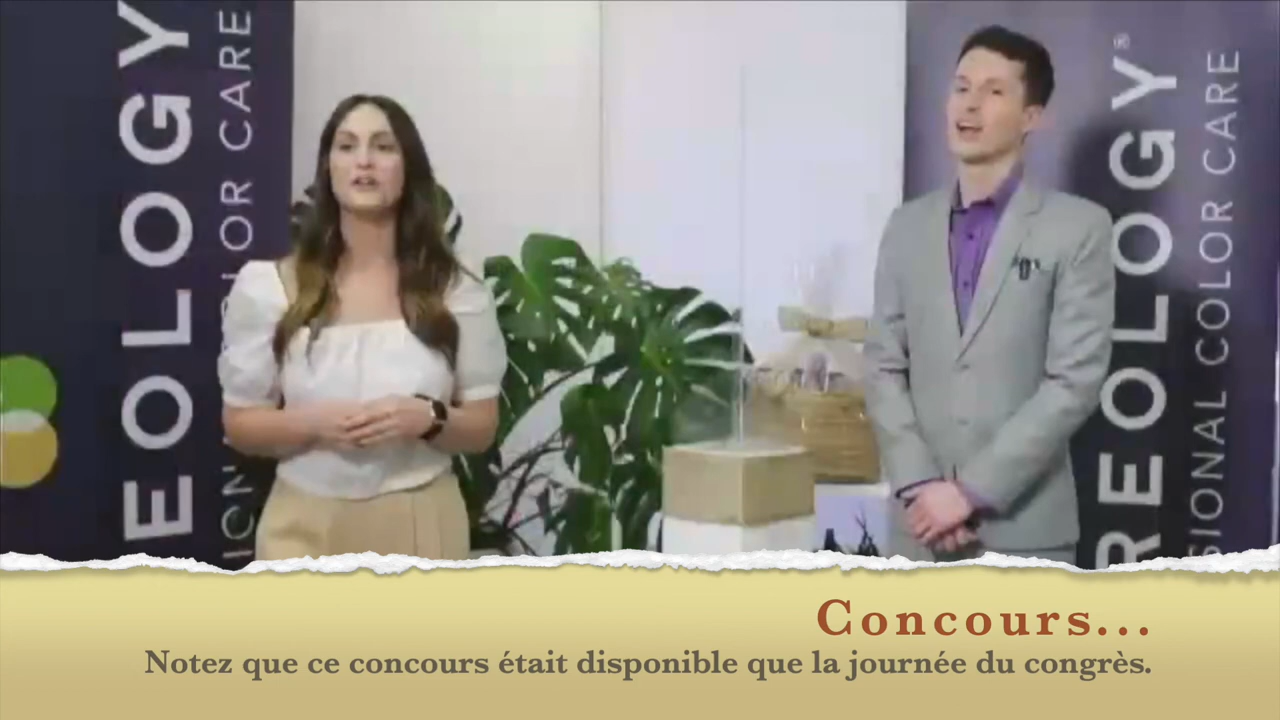 EOLOGY
COLOR CARE
REOLOGY®
SIONAL COLOR CARE
Concours...
Notez que ce concours était disponible que la journée du congrès.